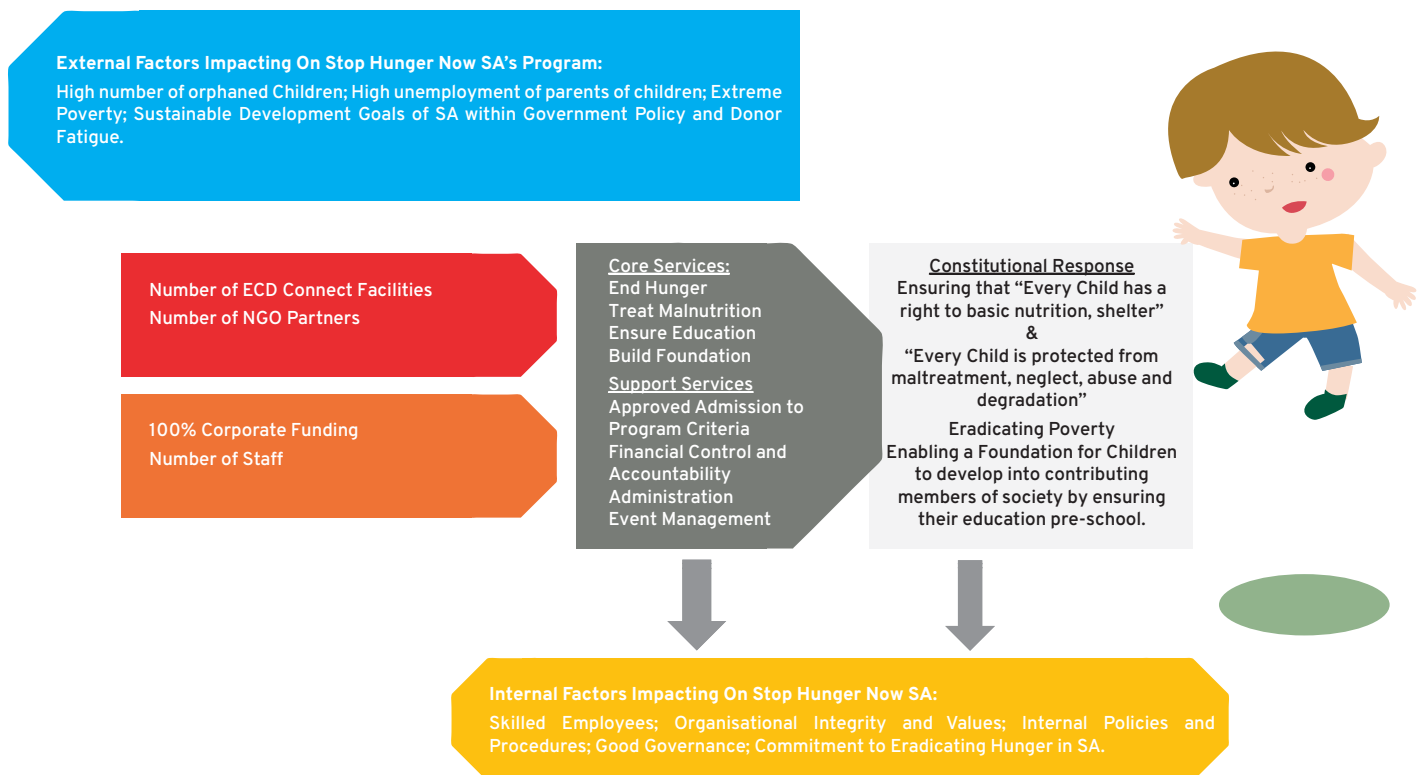 External Factors Impacting On Stop Hunger Now SA’s Program:
High number of orphaned Children; High unemployment of parents of children; Extreme
Poverty; Sustainable Development Goals of SA within Government Policy and Donor
Fatigue.
Number of ECD Connect Facilities
Number of NGO Partners
100% Corporate Funding
Number of Staff
Core Services:
End Hunger
Treat Malnutrition
Ensure Education
Build Foundation
Support Services
Approved Admission to
Program Criteria
Financial Control and
Accountability
Administration
Event Management
Constitutional Response
Ensuring that “Every Child has a
right to basic nutrition, shelter”
&
“Every Child is protected from
maltreatment, neglect, abuse and
degradation”
Eradicating Poverty
Enabling a Foundation for Children
to develop into contributing
members of society by ensuring
their education pre-school.
Internal Factors Impacting On Stop Hunger Now SA:
Skilled Employees; Organisational Integrity and Values; Internal Policies and
Procedures; Good Governance; Commitment to Eradicating Hunger in SA.